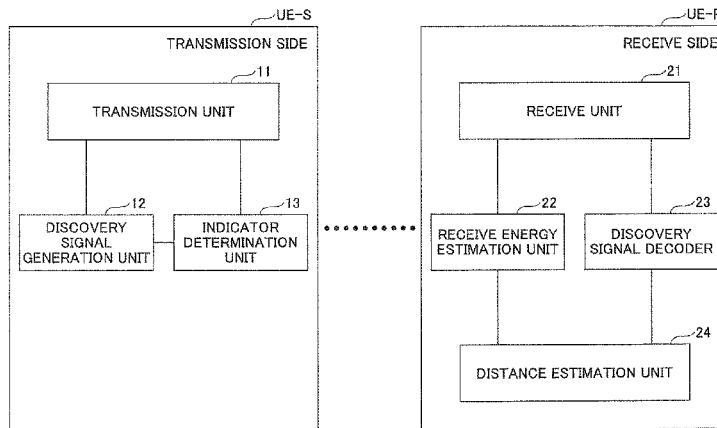 UE-S
TRANSMISSION SIDE
11
TRANSMISSION UNIT
12
DISCOVERY
SIGNAL
GENERATION UNIT
13
INDICATOR
DETERMINATION
UNIT
RECEIVE SIDE
21
RECEIVE UNIT
22
RECEIVE ENERGY
ESTIMATION UNIT
23
DISCOVERY
SIGNAL DECODER
24
DISTANCE ESTIMATION UNIT